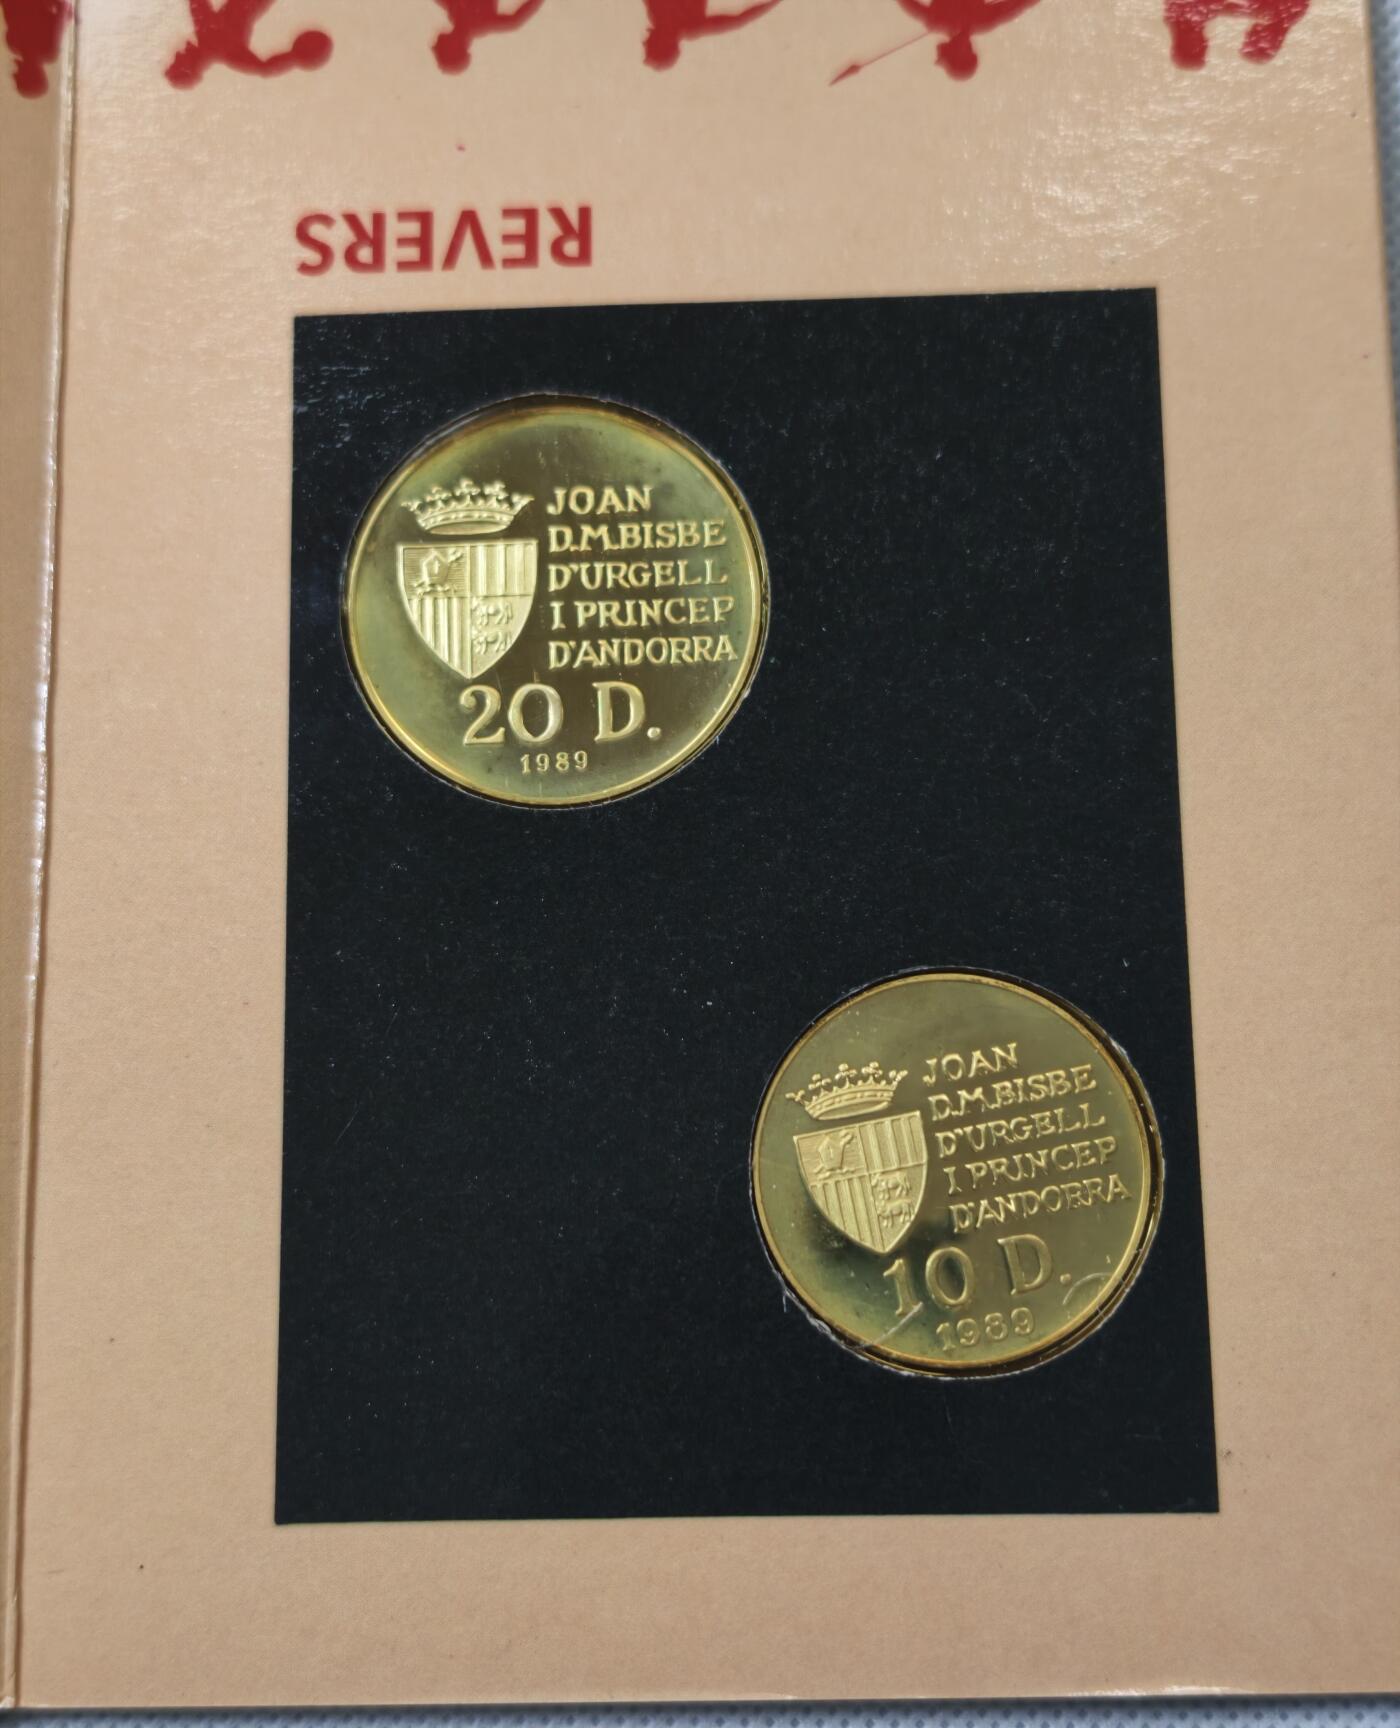 REVERS
JOAN
D.M.BISBE
D'URGELL
I PRINCEP
D'ANDORRA
20 D.
1989
JOAN
D.M.BISBE
D'URGELL
I PRINCEP
D'ANDORRA
10 D.
1989